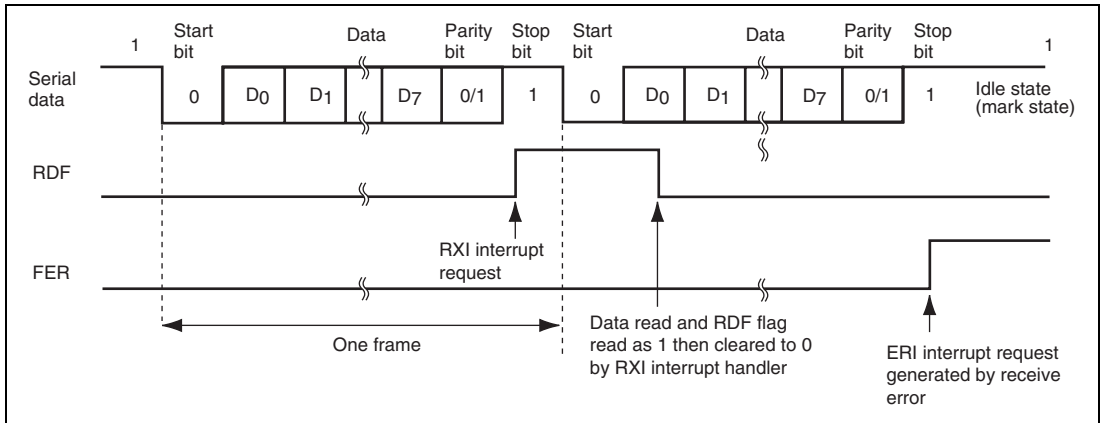 1 Start bit Data Parity bit Stop bit Start bit Data Parity bit Stop bit 1
Serial data
0 D0 D1 D7 0/1 1 0 D0 D1 D7 0/1 1
Idle state
(mark state)
RDF
RXI interrupt
request
FER
One frame
Data read and RDF flag
read as 1 then cleared to 0
by RXI interrupt handler
ERI interrupt request
generated by receive
error